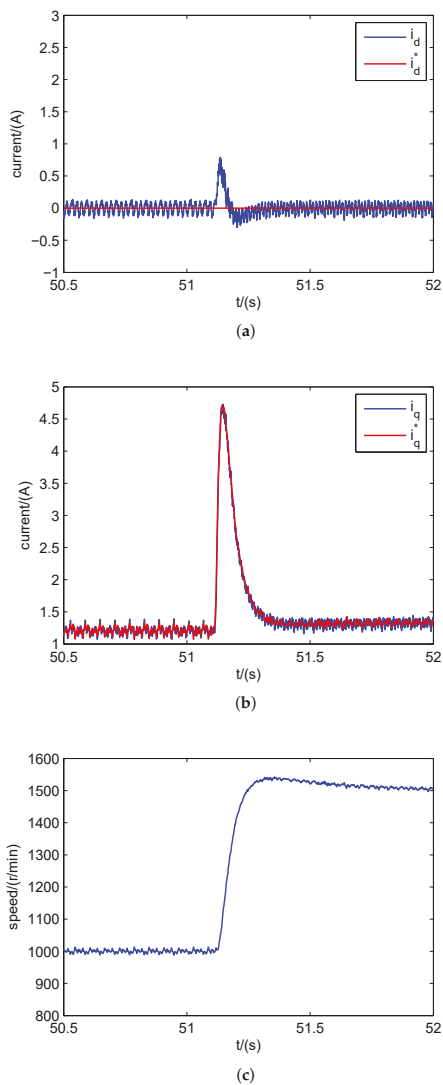 3
2.5
2
1.5
1
0.5
0
−0.5
−1
current/(A)
i_d
i_d^*
50.5 51 51.5 52
t/(s)
(a)
5
4.5
4
3.5
3
2.5
2
1.5
1
current/(A)
i_q
i_q^*
50.5 51 51.5 52
t/(s)
(b)
1600
1500
1400
1300
1200
1100
1000
900
800
speed/(r/min)
50.5 51 51.5 52
t/(s)
(c)